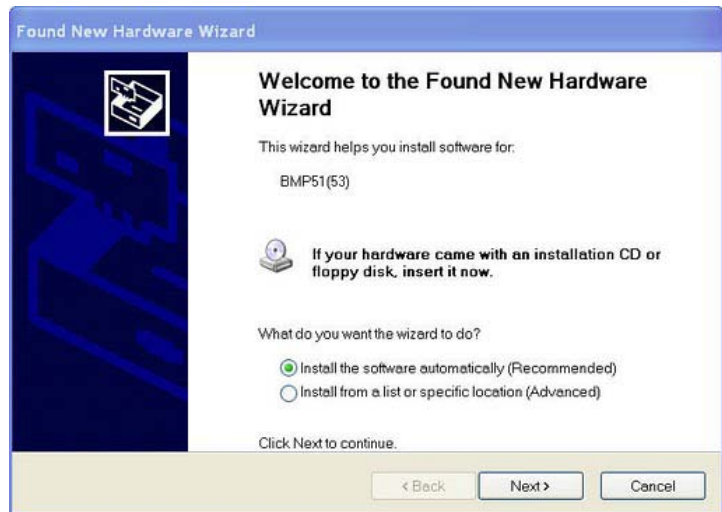 Found New Hardware Wizard
Welcome to the Found New Hardware
Wizard
This wizard helps you install software for:
BMP51(53)
If your hardware came with an installation CD or
floppy disk, insert it now.
What do you want the wizard to do?
Install the software automatically (Recommended)
Install from a list or specific location (Advanced)
Click Next to continue.
< Back Next > Cancel